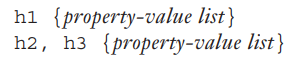 h1 {property-value list}
h2, h3 {property-value list}